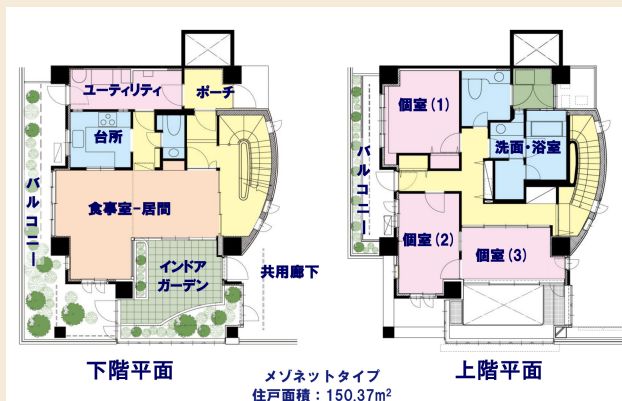 ユーティリティ
ポーチ
台所
バルコニー
食事室-居間
インドア
ガーデン
共用廊下
下階平面
個室(1)
洗面・浴室
バルコニー
個室(2)
個室(3)
上階平面
メゾネットタイプ
住戸面積：150.37m²